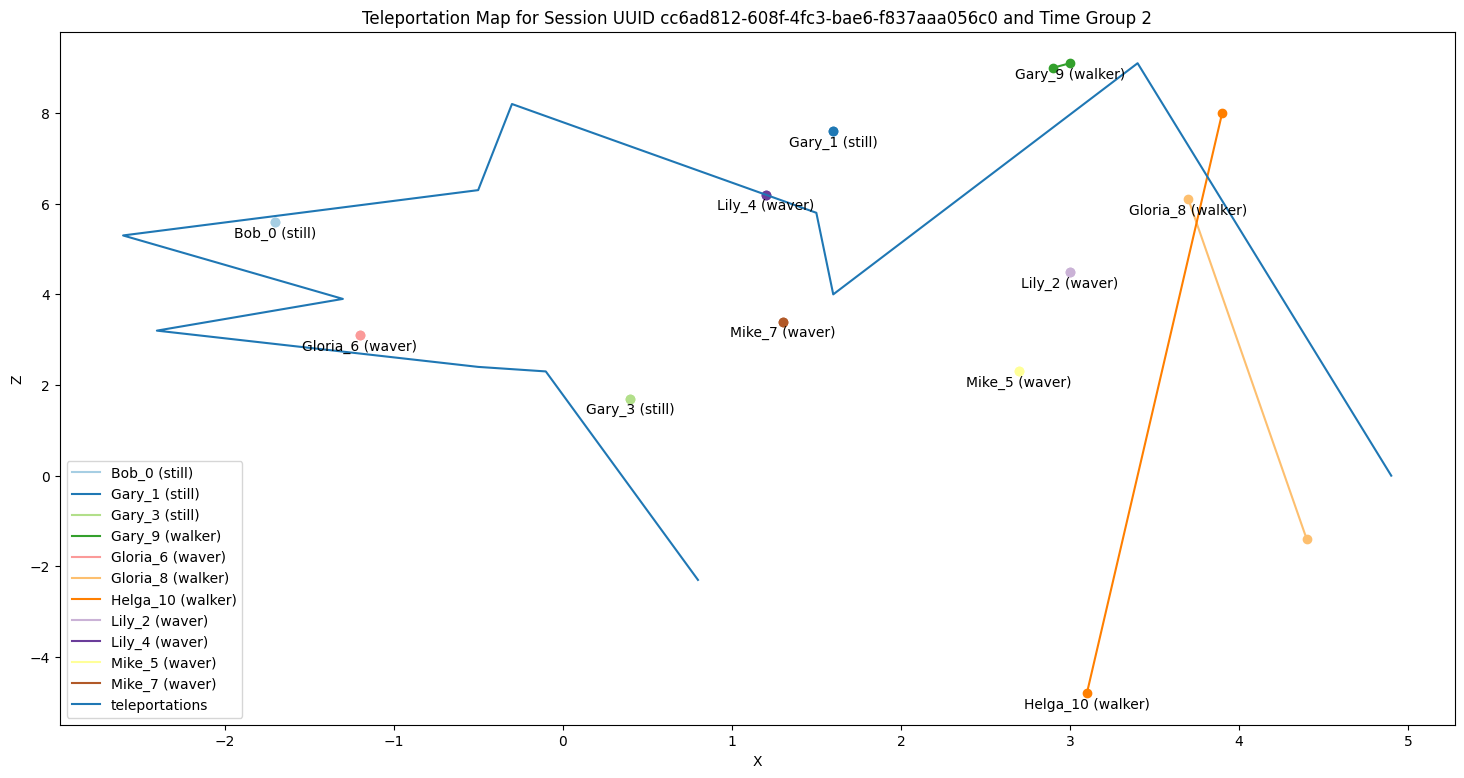 Teleportation Map for Session UUID cc6ad812-608f-4fc3-bae6-f837aaa056c0 and Time Group 2
Z
8
6
4
2
0
−2
−4
Gary_9 (walker)
Gary_1 (still)
Lily_4 (waver)
Gloria_8 (walker)
Bob_0 (still)
Lily_2 (waver)
Mike_7 (waver)
Gloria_6 (waver)
Mike_5 (waver)
Gary_3 (still)
Helga_10 (walker)
Bob_0 (still)
Gary_1 (still)
Gary_3 (still)
Gary_9 (walker)
Gloria_6 (waver)
Gloria_8 (walker)
Helga_10 (walker)
Lily_2 (waver)
Lily_4 (waver)
Mike_5 (waver)
Mike_7 (waver)
teleportations
−2
−1
0
1
2
3
4
5
X